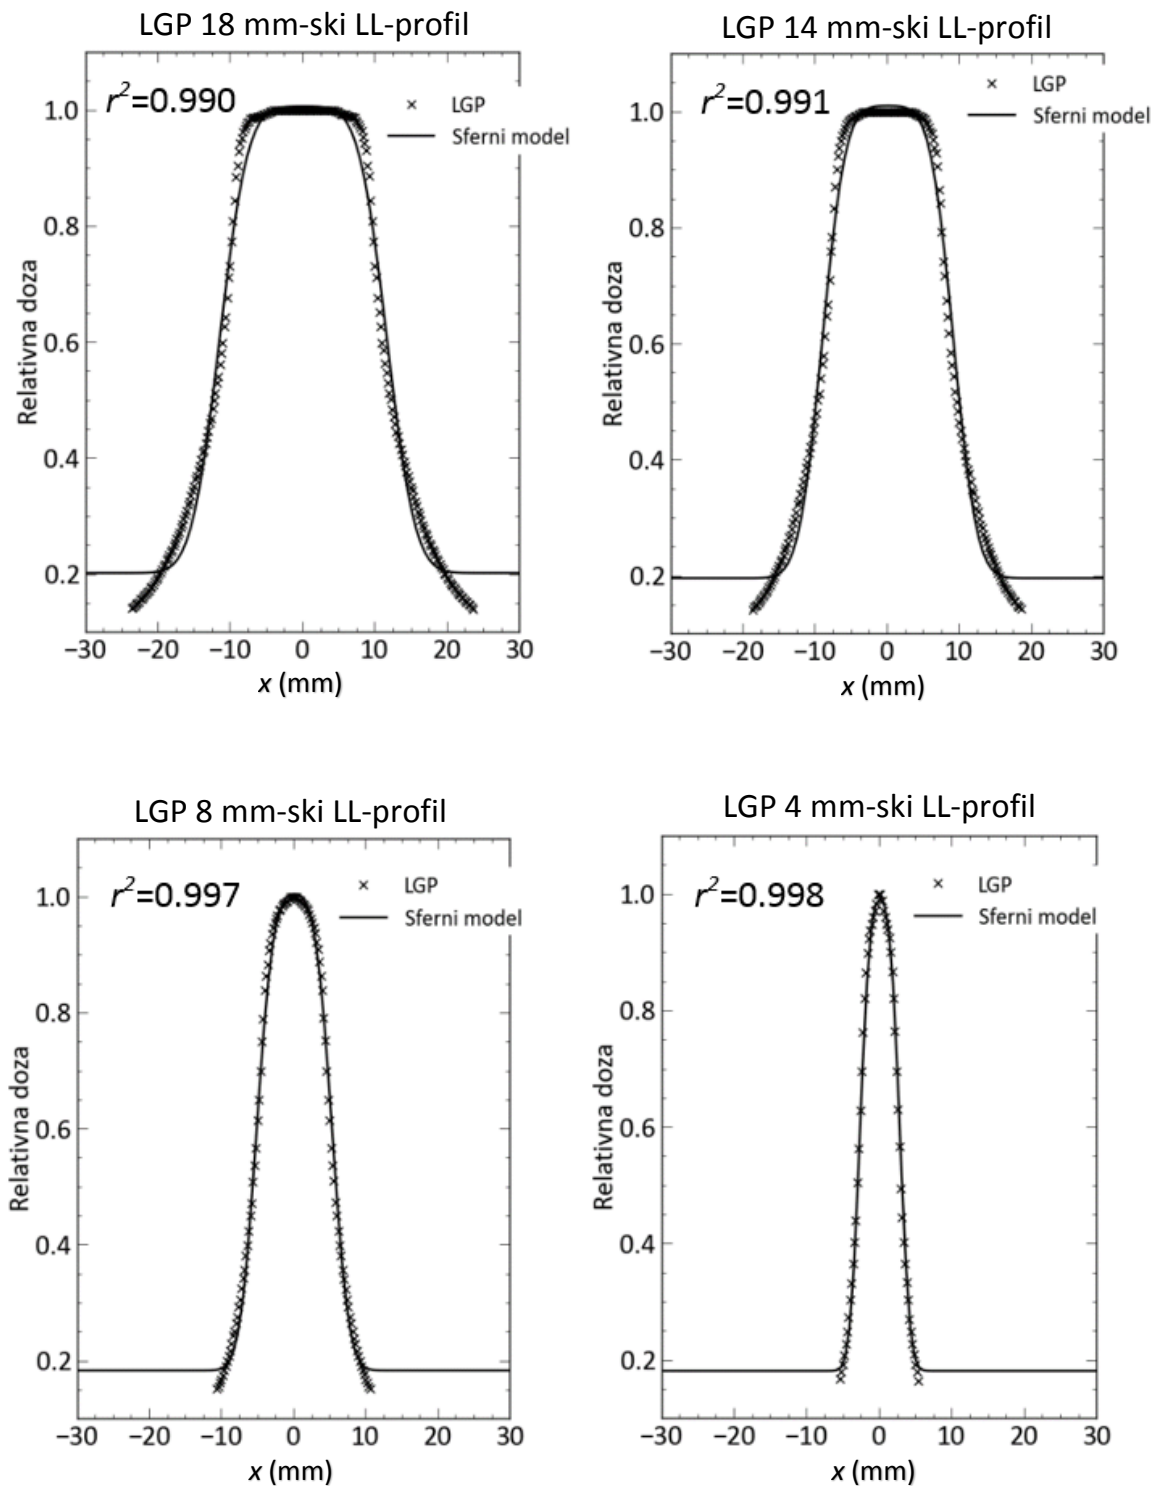 LGP 18 mm-ski LL-profil
r²=0.990
LGP
Sferni model
1.0
0.8
0.6
0.4
0.2
Relativna doza
−30 −20 −10 0 10 20 30
x (mm)
LGP 14 mm-ski LL-profil
r²=0.991
LGP
Sferni model
1.0
0.8
0.6
0.4
0.2
Relativna doza
−30 −20 −10 0 10 20 30
x (mm)
LGP 8 mm-ski LL-profil
r²=0.997
LGP
Sferni model
1.0
0.8
0.6
0.4
0.2
Relativna doza
−30 −20 −10 0 10 20 30
x (mm)
LGP 4 mm-ski LL-profil
r²=0.998
LGP
Sferni model
1.0
0.8
0.6
0.4
0.2
Relativna doza
−30 −20 −10 0 10 20 30
x (mm)